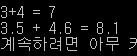 3+4 = 7
3.5 + 4.6 = 8.1
계속하려면 아무